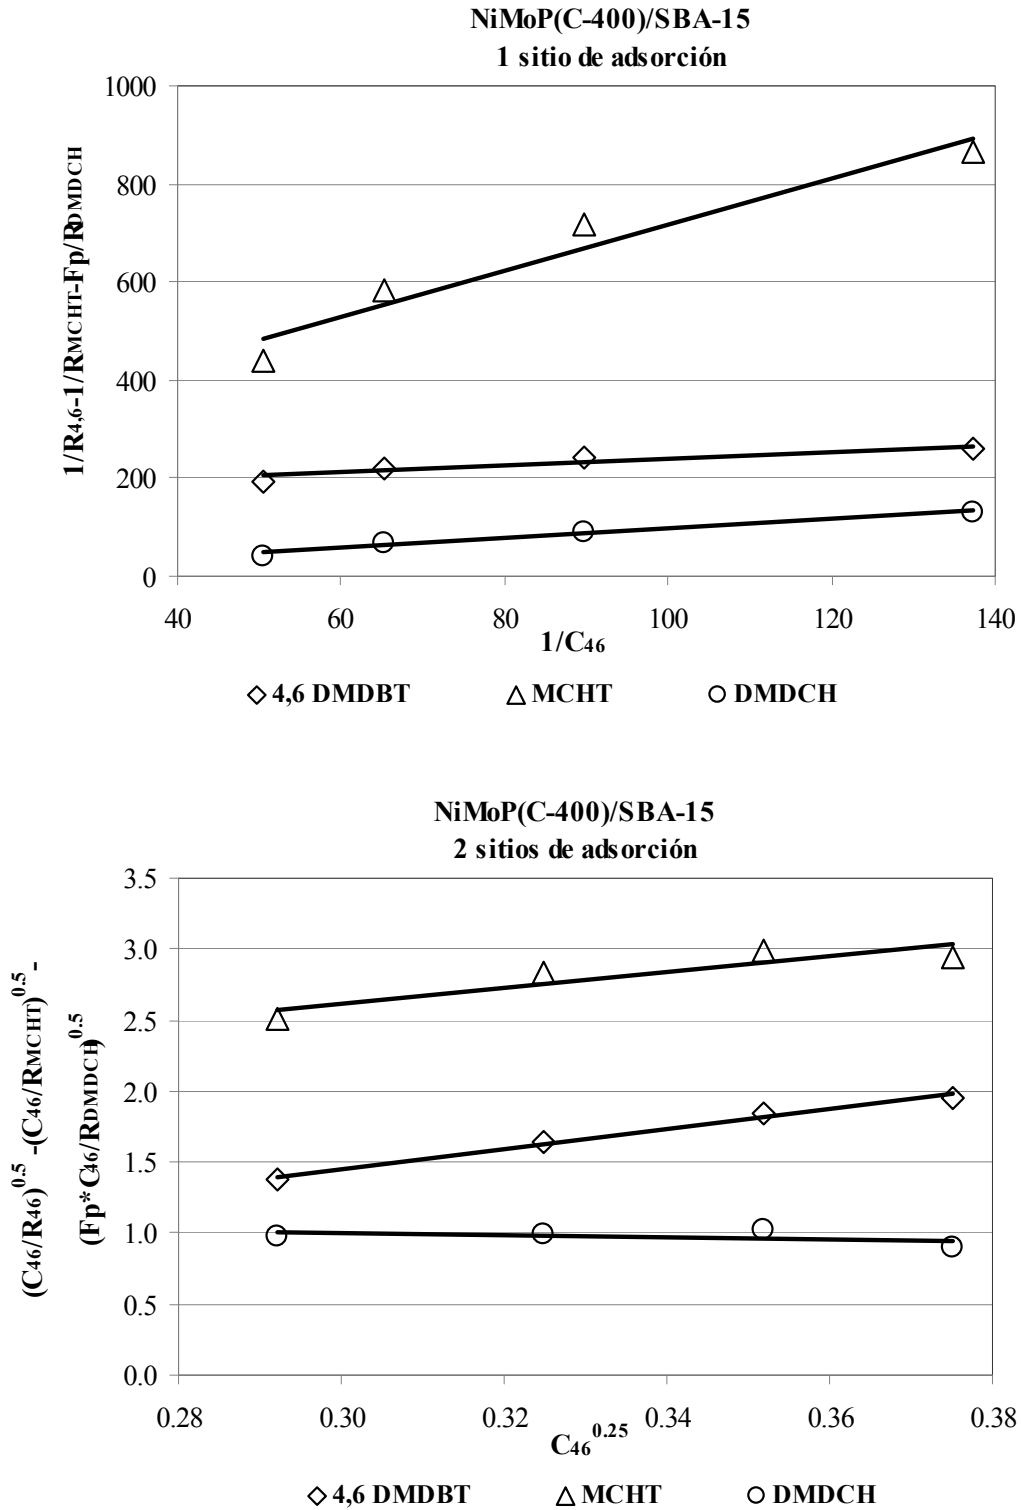 NiMoP(C-400)/SBA-15
1 sitio de adsorción
1000
800
600
400
200
0
1/R4,6-1/RMCHT-Fp/RDMDCH
40 60 80 100 120 140
1/C46
4,6 DMDBT MCHT DMDCH
NiMoP(C-400)/SBA-15
2 sitios de adsorción
3.5
3.0
2.5
2.0
1.5
1.0
0.5
0.0
(C46/R46)^0.5 -(C46/RMCHT)^0.5 -
(Fp*C46/RDMDCH)^0.5
0.28 0.30 0.32 0.34 0.36 0.38
C46^0.25
4,6 DMDBT MCHT DMDCH